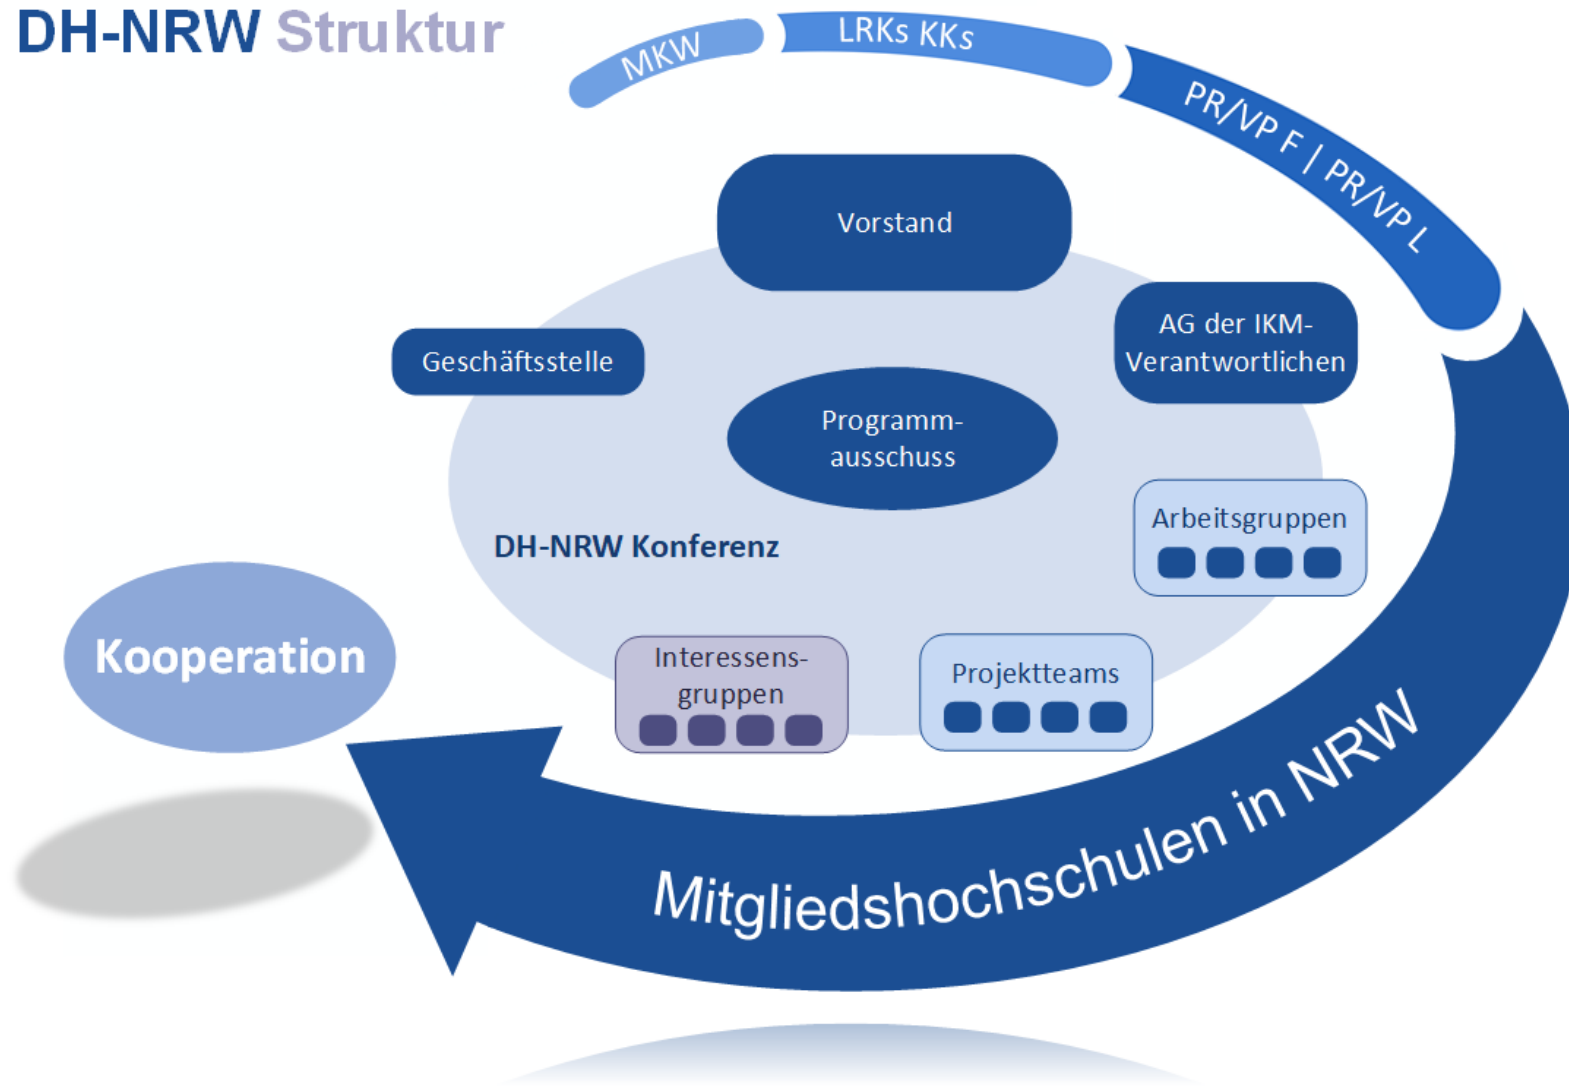 DH-NRW Struktur
MKW
LRKs KKs
PR/VP F | PR/VP L
Vorstand
AG der IKM-
Verantwortlichen
Geschäftsstelle
Programm-
ausschuss
Arbeitsgruppen
DH-NRW Konferenz
Kooperation
Interessens-
gruppen
Projektteams
Mitgliedshochschulen in NRW